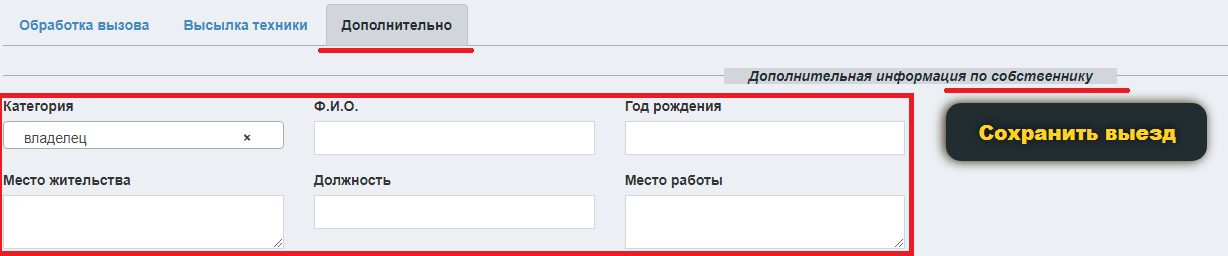 Обработка вызова Высылка техники Дополнительно
Дополнительная информация по собственнику
Категория Ф.И.О. Год рождения
владелец ×
Сохранить выезд
Место жительства Должность Место работы